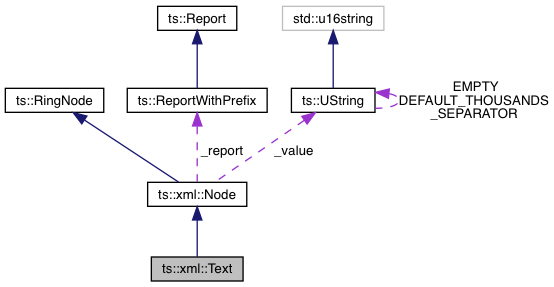 ts::Report
std::u16string
ts::RingNode
ts::ReportWithPrefix
ts::UString
EMPTY
DEFAULT_THOUSANDS
_SEPARATOR
_report
_value
ts::xml::Node
ts::xml::Text